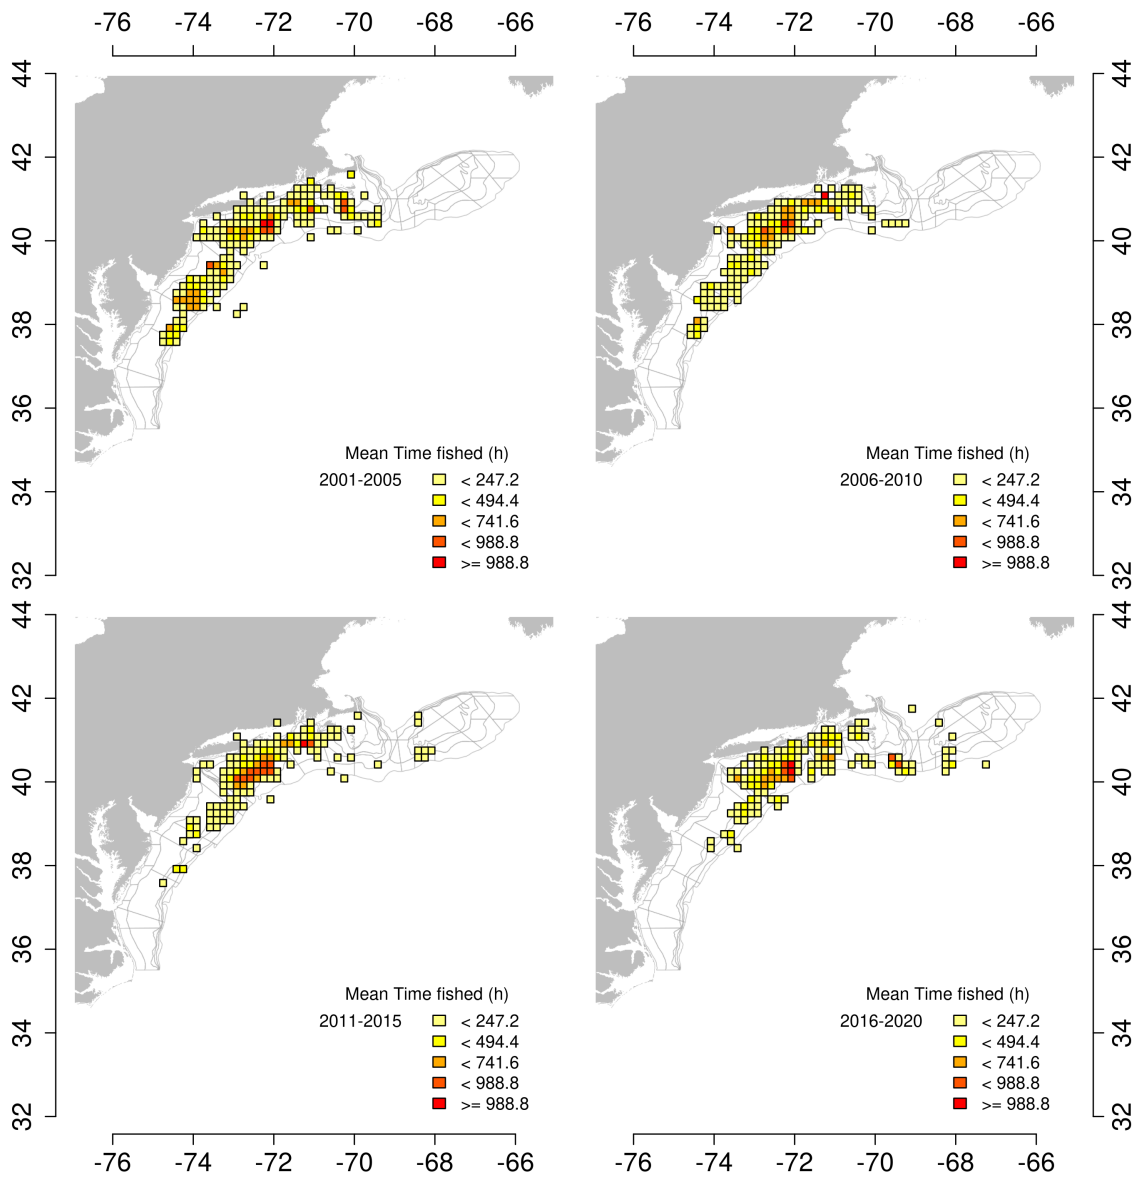 -76 -74 -72 -70 -68 -66 -76 -74 -72 -70 -68 -66
44 44
42 42
40 40
38 38
36 36
Mean Time fished (h) Mean Time fished (h)
2001-2005 < 247.2 2006-2010 < 247.2
34 < 494.4 < 494.4 34
< 741.6 < 741.6
< 988.8 < 988.8
32 >= 988.8 >= 988.8 32
44 44
42 42
40 40
38 38
36 36
Mean Time fished (h) Mean Time fished (h)
2011-2015 < 247.2 2016-2020 < 247.2
34 < 494.4 < 494.4 34
< 741.6 < 741.6
< 988.8 < 988.8
32 >= 988.8 >= 988.8 32
-76 -74 -72 -70 -68 -66 -76 -74 -72 -70 -68 -66